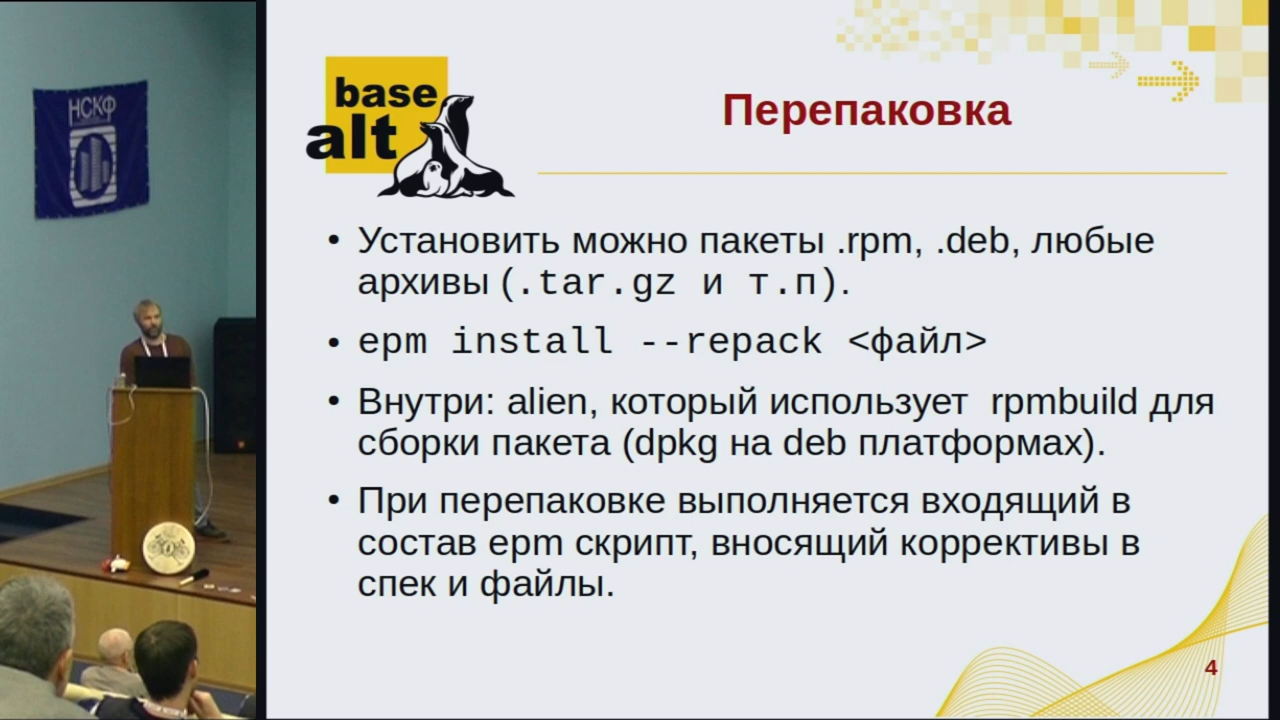 НСКФ
base
alt
Перепаковка
• Установить можно пакеты .rpm, .deb, любые
архивы (.tar.gz и т.п).
• epm install --repack <файл>
• Внутри: alien, который использует  rpmbuild для
сборки пакета (dpkg на deb платформах).
• При перепаковке выполняется входящий в
состав epm скрипт, вносящий коррективы в
спек и файлы.
4